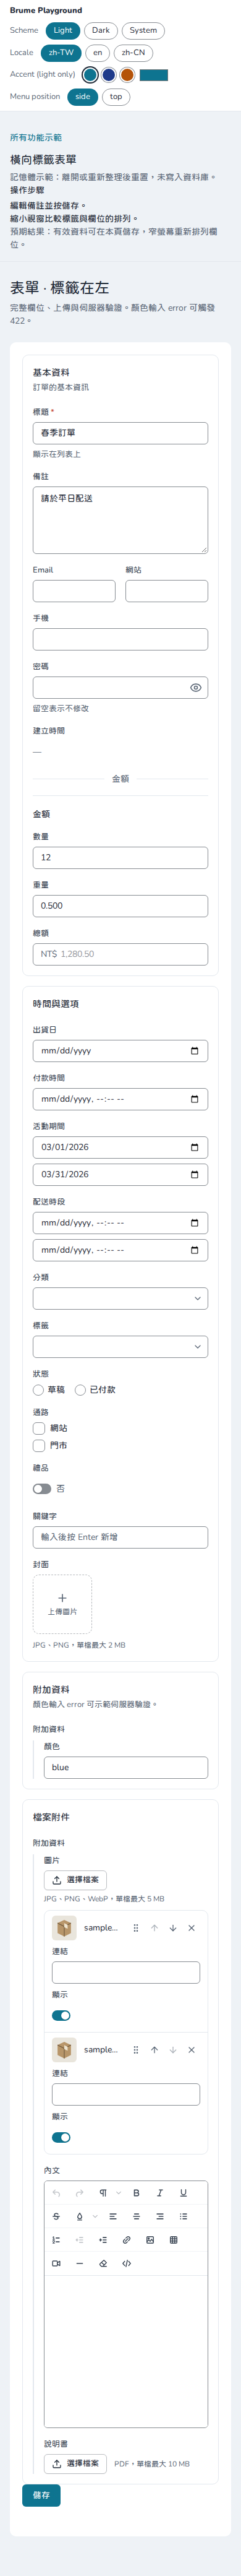 Brume Playground
Scheme Light Dark System
Locale zh-TW en zh-CN
Accent (light only)
Menu position side top
所有功能示範
橫向標籤表單
記憶體示範：離開或重新整理後重置，未寫入資料庫。
操作步驟
編輯備註並按儲存。
縮小視窗比較標籤與欄位的排列。
預期結果：有效資料可在本頁儲存，窄螢幕重新排列欄
位。
表單 · 標籤在左
完整欄位、上傳與伺服器驗證。顏色輸入 error 可觸發
422。
基本資料
訂單的基本資訊
標題 *
春季訂單
顯示在列表上
備註
請於平日配送
Email 網站
手機
密碼
留空表示不修改
建立時間
—
金額
金額
數量
12
重量
0.500
總額
NT$ 1,280.50
時間與選項
出貨日
mm/dd/yyyy
付款時間
mm/dd/yyyy, --:-- --
活動期間
03/01/2026
03/31/2026
配送時段
mm/dd/yyyy, --:-- --
mm/dd/yyyy, --:-- --
分類
標籤
狀態
草稿 已付款
通路
網站
門市
禮品
否
關鍵字
輸入後按 Enter 新增
封面
上傳圖片
JPG、PNG，單檔最大 2 MB
附加資料
顏色輸入 error 可示範伺服器驗證。
附加資料
顏色
blue
檔案附件
附加資料
圖片
選擇檔案
JPG、PNG、WebP，單檔最大 5 MB
sample...
連結
顯示
sample...
連結
顯示
內文
說明書
選擇檔案 PDF，單檔最大 10 MB
儲存